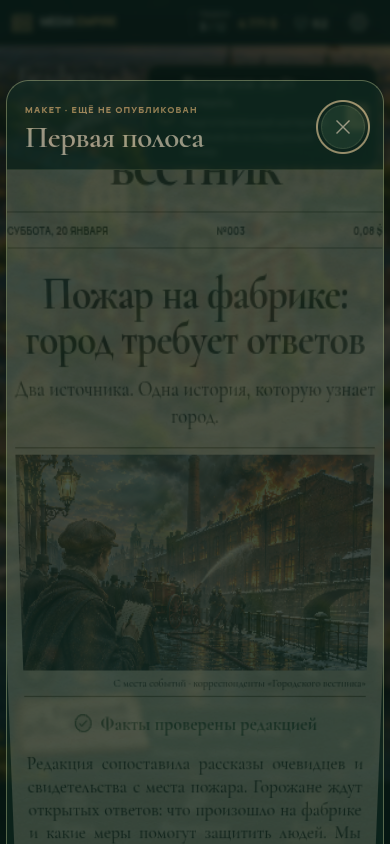 МАКЕТ · ЕЩЁ НЕ ОПУБЛИКОВАН
Первая полоса
ВЕСТНИК
СУББОТА, 20 ЯНВАРЯ
№003
0,08 $
Пожар на фабрике:
город требует ответов
Два источника. Одна история, которую узнает
город.
С места событий · корреспонденты «Городского вестника»
Факты проверены редакцией
Редакция сопоставила рассказы очевидцев и
свидетельства с места пожара. Горожане ждут
открытых ответов: что произошло на фабрике
и какие меры помогут защитить людей. Мы